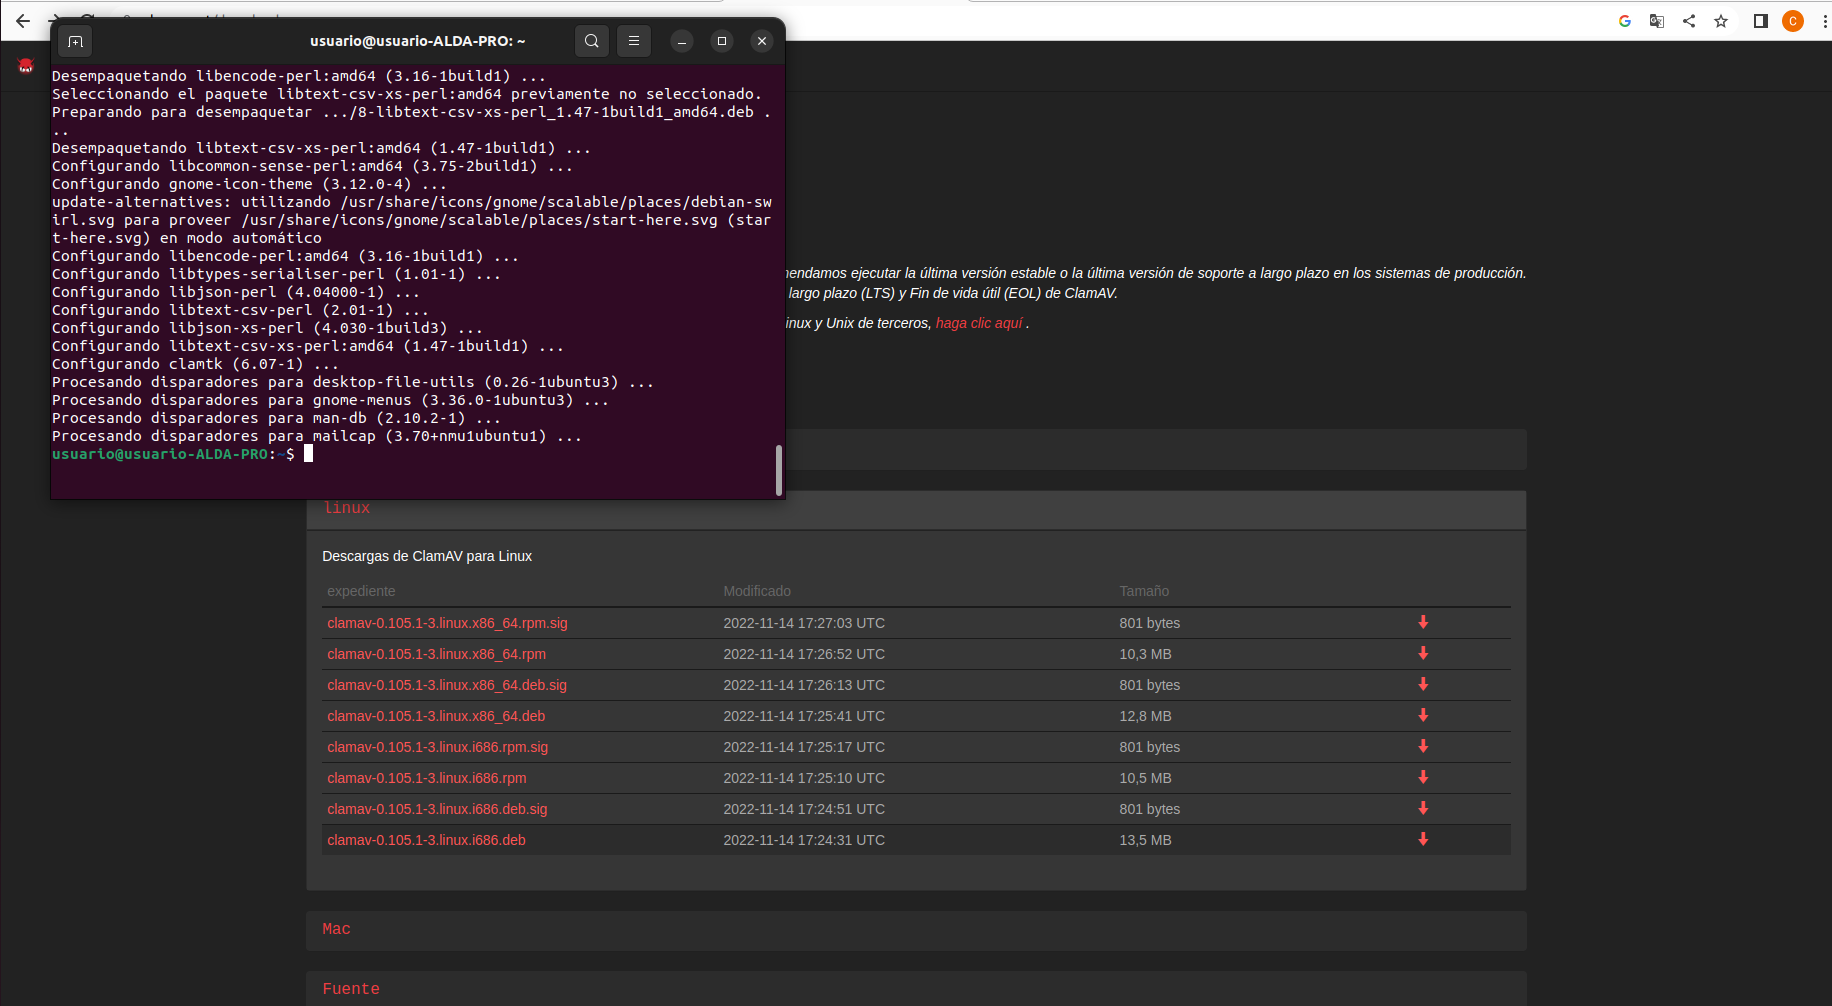 usuario@usuario-ALDA-PRO: ~
Desempaquetando libencode-perl:amd64 (3.16-1build1) ...
Seleccionando el paquete libtext-csv-xs-perl:amd64 previamente no seleccionado.
Preparando para desempaquetar .../8-libtext-csv-xs-perl_1.47-1build1_amd64.deb .
..
Desempaquetando libtext-csv-xs-perl:amd64 (1.47-1build1) ...
Configurando libcommon-sense-perl:amd64 (3.75-2build1) ...
Configurando gnome-icon-theme (3.12.0-4) ...
update-alternatives: utilizando /usr/share/icons/gnome/scalable/places/debian-sw
irl.svg para proveer /usr/share/icons/gnome/scalable/places/start-here.svg (star
t-here.svg) en modo automático
Configurando libencode-perl:amd64 (3.16-1build1) ...
Configurando libtypes-serialiser-perl (1.01-1) ...
Configurando libjson-perl (4.04000-1) ...
Configurando libtext-csv-perl (2.01-1) ...
Configurando libjson-xs-perl (4.030-1build3) ...
Configurando libtext-csv-xs-perl:amd64 (1.47-1build1) ...
Configurando clamtk (6.07-1) ...
Procesando disparadores para desktop-file-utils (0.26-1ubuntu3) ...
Procesando disparadores para gnome-menus (3.36.0-1ubuntu3) ...
Procesando disparadores para man-db (2.10.2-1) ...
Procesando disparadores para mailcap (3.70+nmu1ubuntu1) ...
usuario@usuario-ALDA-PRO:~$
C
ejecutar la última versión estable o la última versión de soporte a largo plazo en los sistemas de producción.
largo plazo (LTS) y Fin de vida útil (EOL) de ClamAV.
y Unix de terceros, haga clic aquí .
linux
Descargas de ClamAV para Linux
expediente Modificado Tamaño
clamav-0.105.1-3.linux.x86_64.rpm.sig 2022-11-14 17:27:03 UTC 801 bytes
clamav-0.105.1-3.linux.x86_64.rpm 2022-11-14 17:26:52 UTC 10,3 MB
clamav-0.105.1-3.linux.x86_64.deb.sig 2022-11-14 17:26:13 UTC 801 bytes
clamav-0.105.1-3.linux.x86_64.deb 2022-11-14 17:25:41 UTC 12,8 MB
clamav-0.105.1-3.linux.i686.rpm.sig 2022-11-14 17:25:17 UTC 801 bytes
clamav-0.105.1-3.linux.i686.rpm 2022-11-14 17:25:10 UTC 10,5 MB
clamav-0.105.1-3.linux.i686.deb.sig 2022-11-14 17:24:51 UTC 801 bytes
clamav-0.105.1-3.linux.i686.deb 2022-11-14 17:24:31 UTC 13,5 MB
Mac
Fuente